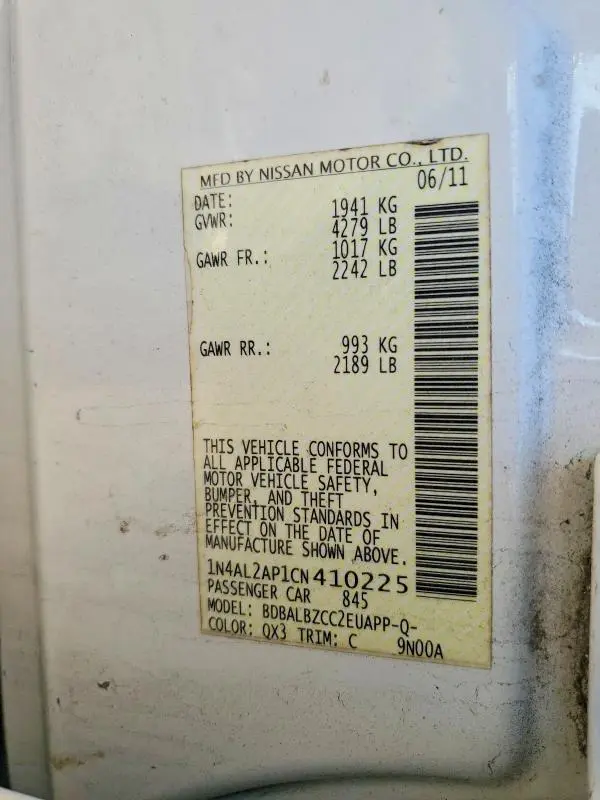 MFD BY NISSAN MOTOR CO., LTD.
DATE: 06/11
GVWR: 1941 KG
4279 LB
GAWR FR.: 1017 KG
2242 LB
GAWR RR.: 993 KG
2189 LB
THIS VEHICLE CONFORMS TO
ALL APPLICABLE FEDERAL
MOTOR VEHICLE SAFETY,
BUMPER, AND THEFT
PREVENTION STANDARDS IN
EFFECT ON THE DATE OF
MANUFACTURE SHOWN ABOVE.
1N4AL2AP1CN410225
PASSENGER CAR 845
MODEL: BDBALBZCC2EUAPP-Q-
COLOR: QX3 TRIM: C 9N00A